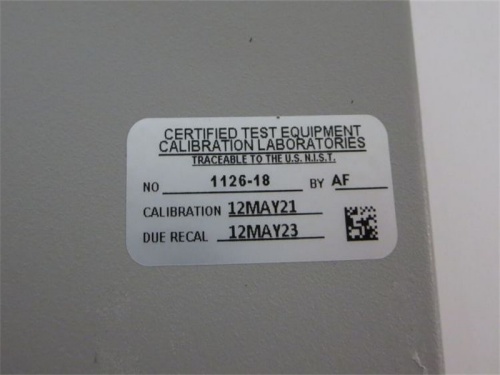 CERTIFIED TEST EQUIPMENT
CALIBRATION LABORATORIES
TRACEABLE TO THE U.S. N.I.S.T.
NO 1126-18 BY AF
CALIBRATION 12MAY21
DUE RECAL 12MAY23